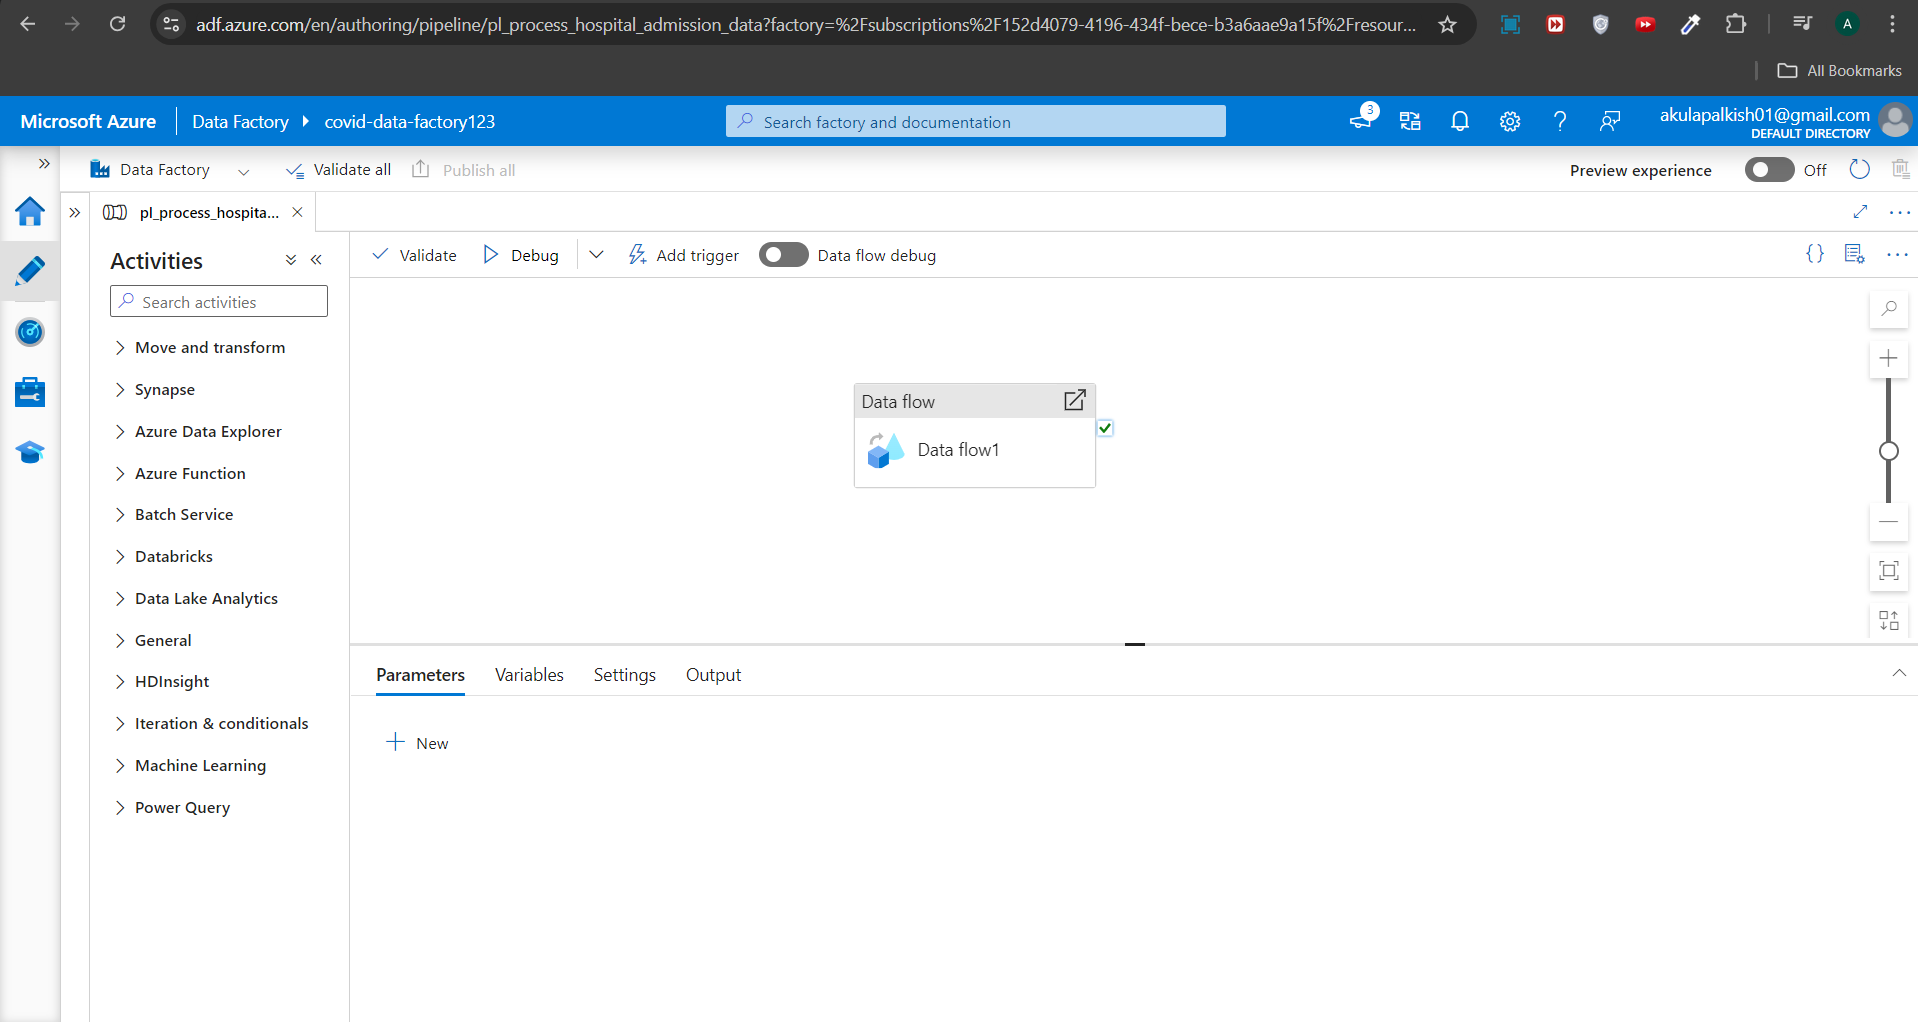 adf.azure.com/en/authoring/pipeline/pl_process_hospital_admission_data?factory=%2Fsubscriptions%2F152d4079-4196-434f-bece-b3a6aae9a15f%2Fresour...
A
All Bookmarks
Microsoft Azure
Data Factory
covid-data-factory123
Search factory and documentation
3
akulapalkish01@gmail.com
DEFAULT DIRECTORY
Data Factory
Validate all
Publish all
Preview experience
Off
pl_process_hospita...
Activities
Validate
Debug
Add trigger
Data flow debug
Search activities
Move and transform
Synapse
Azure Data Explorer
Azure Function
Batch Service
Databricks
Data Lake Analytics
General
HDInsight
Iteration & conditionals
Machine Learning
Power Query
Data flow
Data flow1
Parameters
Variables
Settings
Output
New